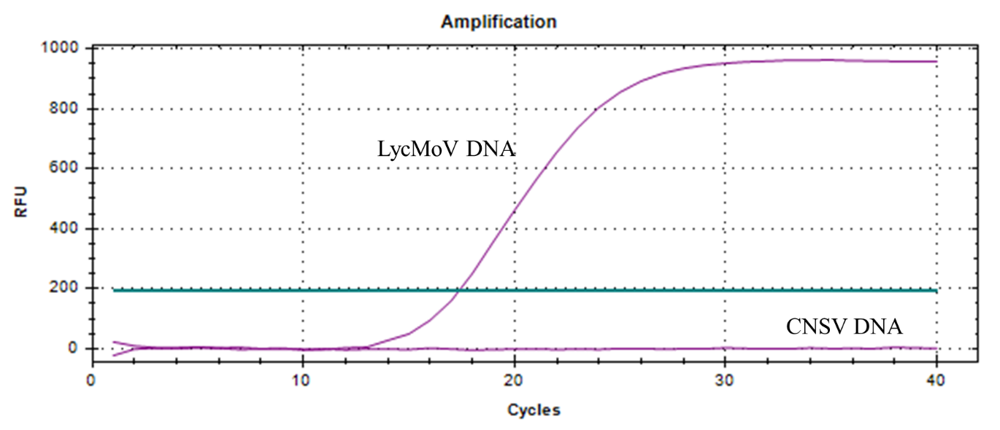 Amplification
1000
800
600
400
200
0
RFU
LycMoV DNA
CNSV DNA
0 10 20 30 40
Cycles